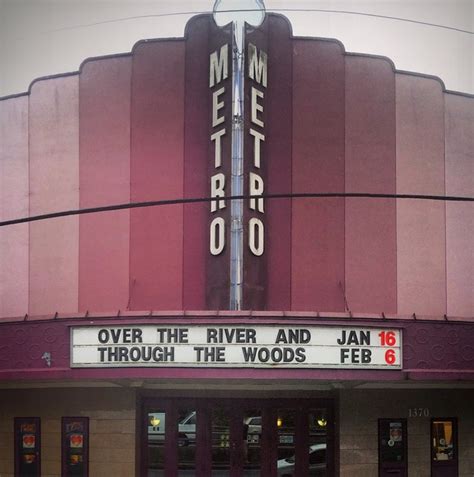 METRO
METRO
OVER THE RIVER AND JAN 16
THROUGH THE WOODS FEB 6
1370